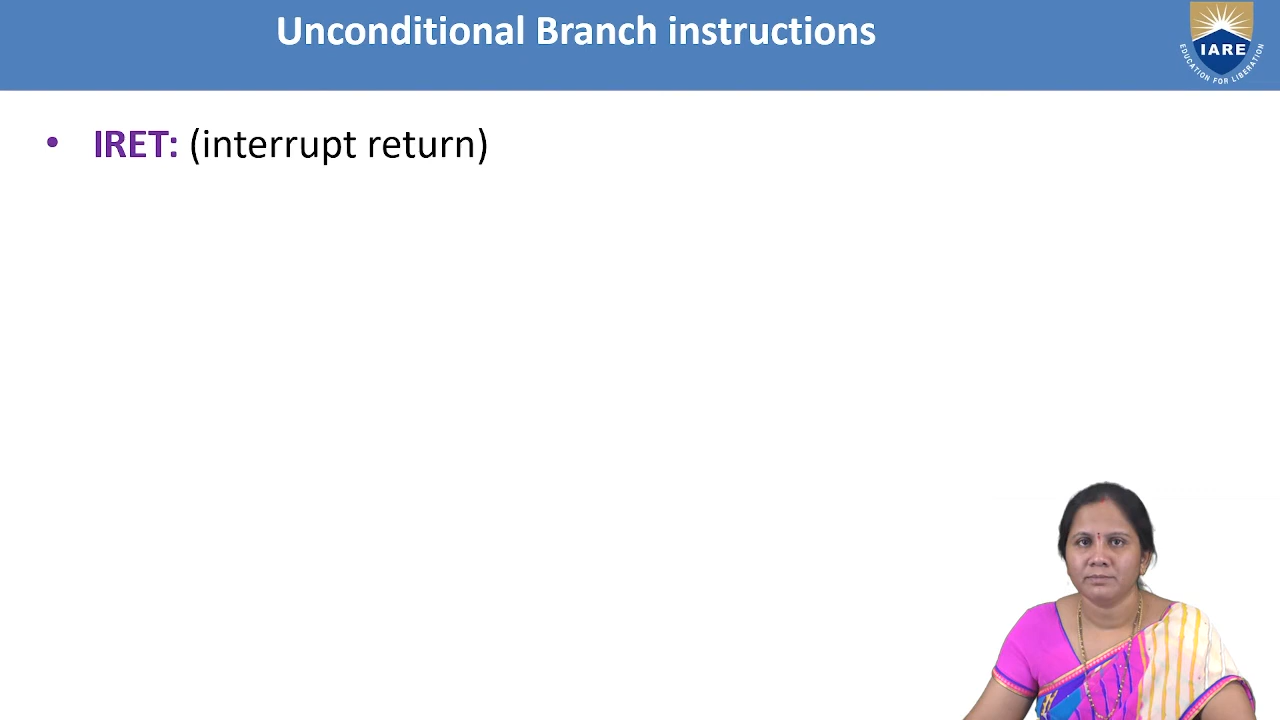 Unconditional Branch instructions
IARE
EDUCATION FOR LIBERATION
• IRET: (interrupt return)